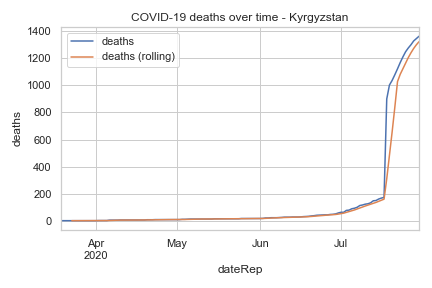 COVID-19 deaths over time - Kyrgyzstan
deaths
deaths (rolling)
1400
1200
1000
800
600
400
200
0
deaths
Apr
2020
May
Jun
Jul
dateRep